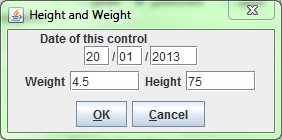 Height and Weight
Date of this control
20 / 01 / 2013
Weight 4.5 Height 75
OK Cancel